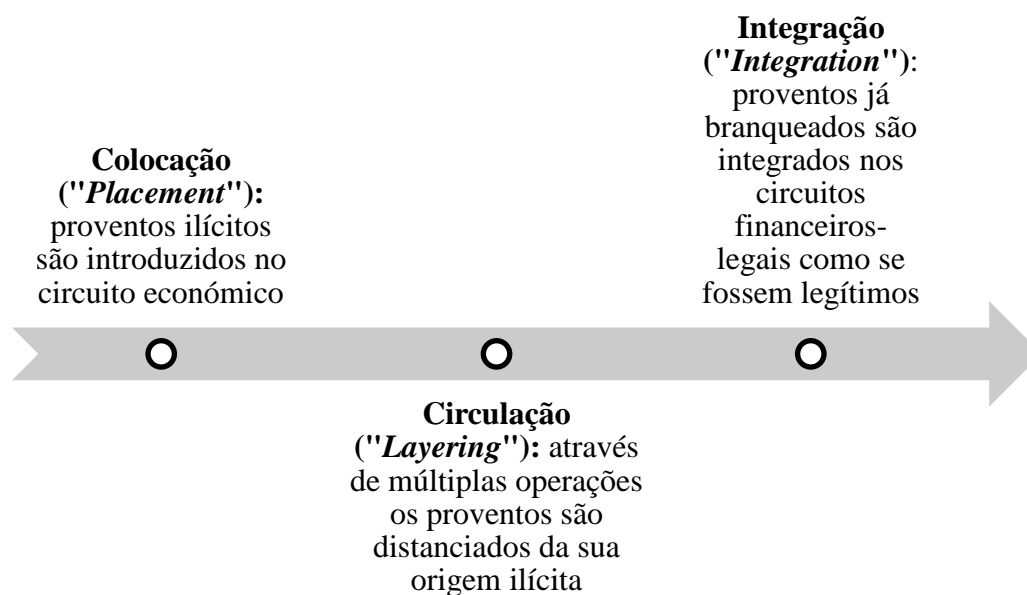 Colocação
("Placement"):
proventos ilícitos
são introduzidos no
circuito económico
Circulação
("Layering"): através
de múltiplas operações
os proventos são
distanciados da sua
origem ilícita
Integração
("Integration"):
proventos já
branqueados são
integrados nos
circuitos
financeiros-
legais como se
fossem legítimos